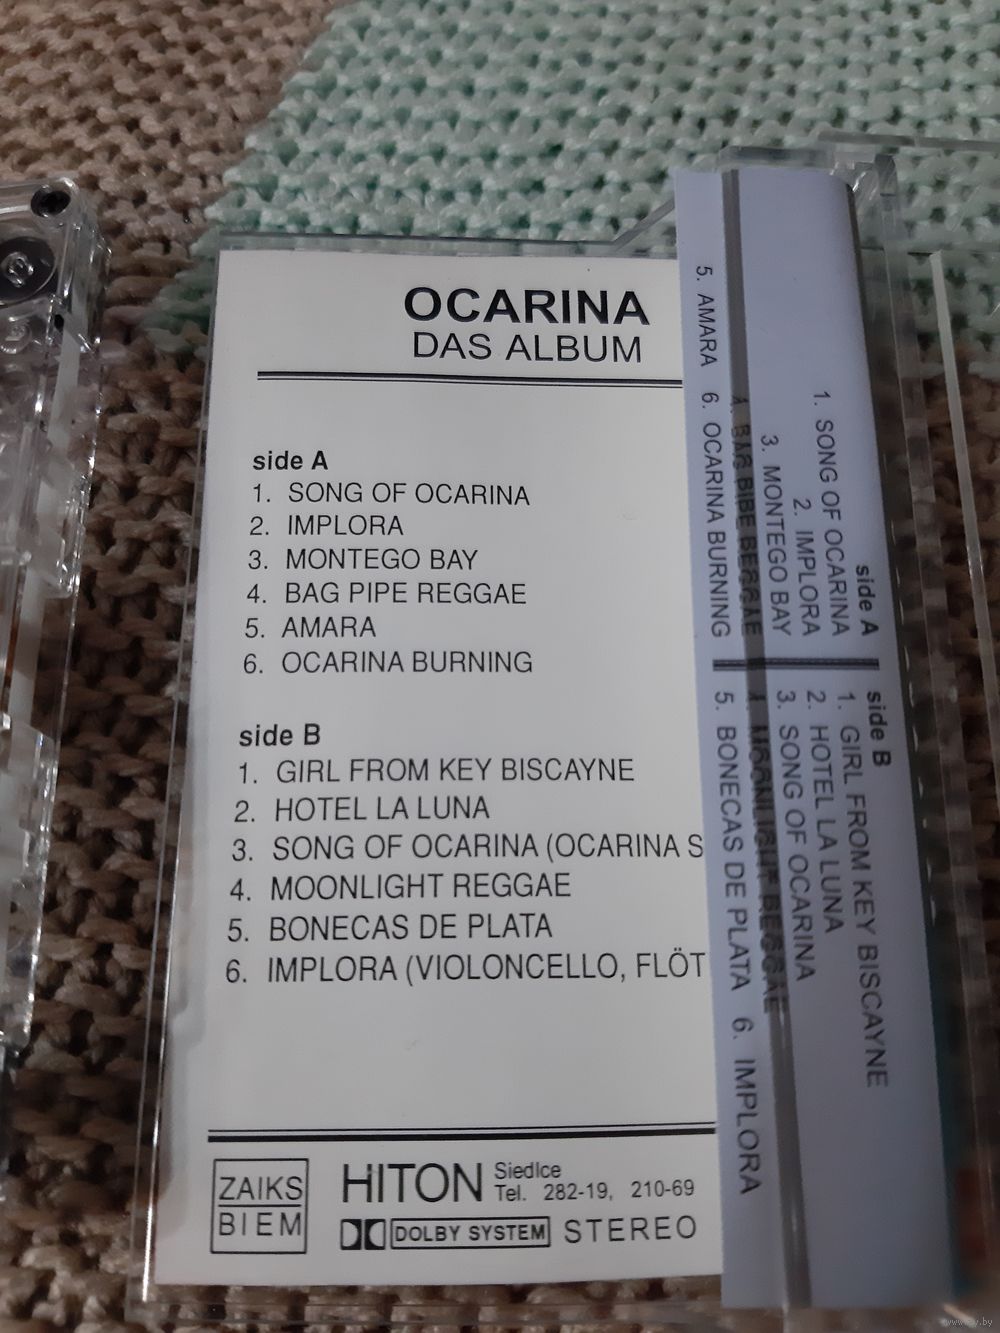 OCARINA
DAS ALBUM
side A
1. SONG OF OCARINA
2. IMPLORA
3. MONTEGO BAY
4. BAG PIPE REGGAE
5. AMARA
6. OCARINA BURNING
side B
1. GIRL FROM KEY BISCAYNE
2. HOTEL LA LUNA
3. SONG OF OCARINA (OCARINA S
4. MOONLIGHT REGGAE
5. BONECAS DE PLATA
6. IMPLORA (VIOLONCELLO, FLÖT
ZAIKS
BIEM
HITON
Siedlce
Tel. 282-19, 210-69
DOLBY SYSTEM STEREO
side A
1. SONG OF OCARINA
2. IMPLORA
3. MONTEGO BAY
4. BAG PIPE REGGAE
5. AMARA 6. OCARINA BURNING
side B
1. GIRL FROM KEY BISCAYNE
2. HOTEL LA LUNA
3. SONG OF OCARINA
4. MOONLIGHT REGGAE
5. BONECAS DE PLATA 6. IMPLORA